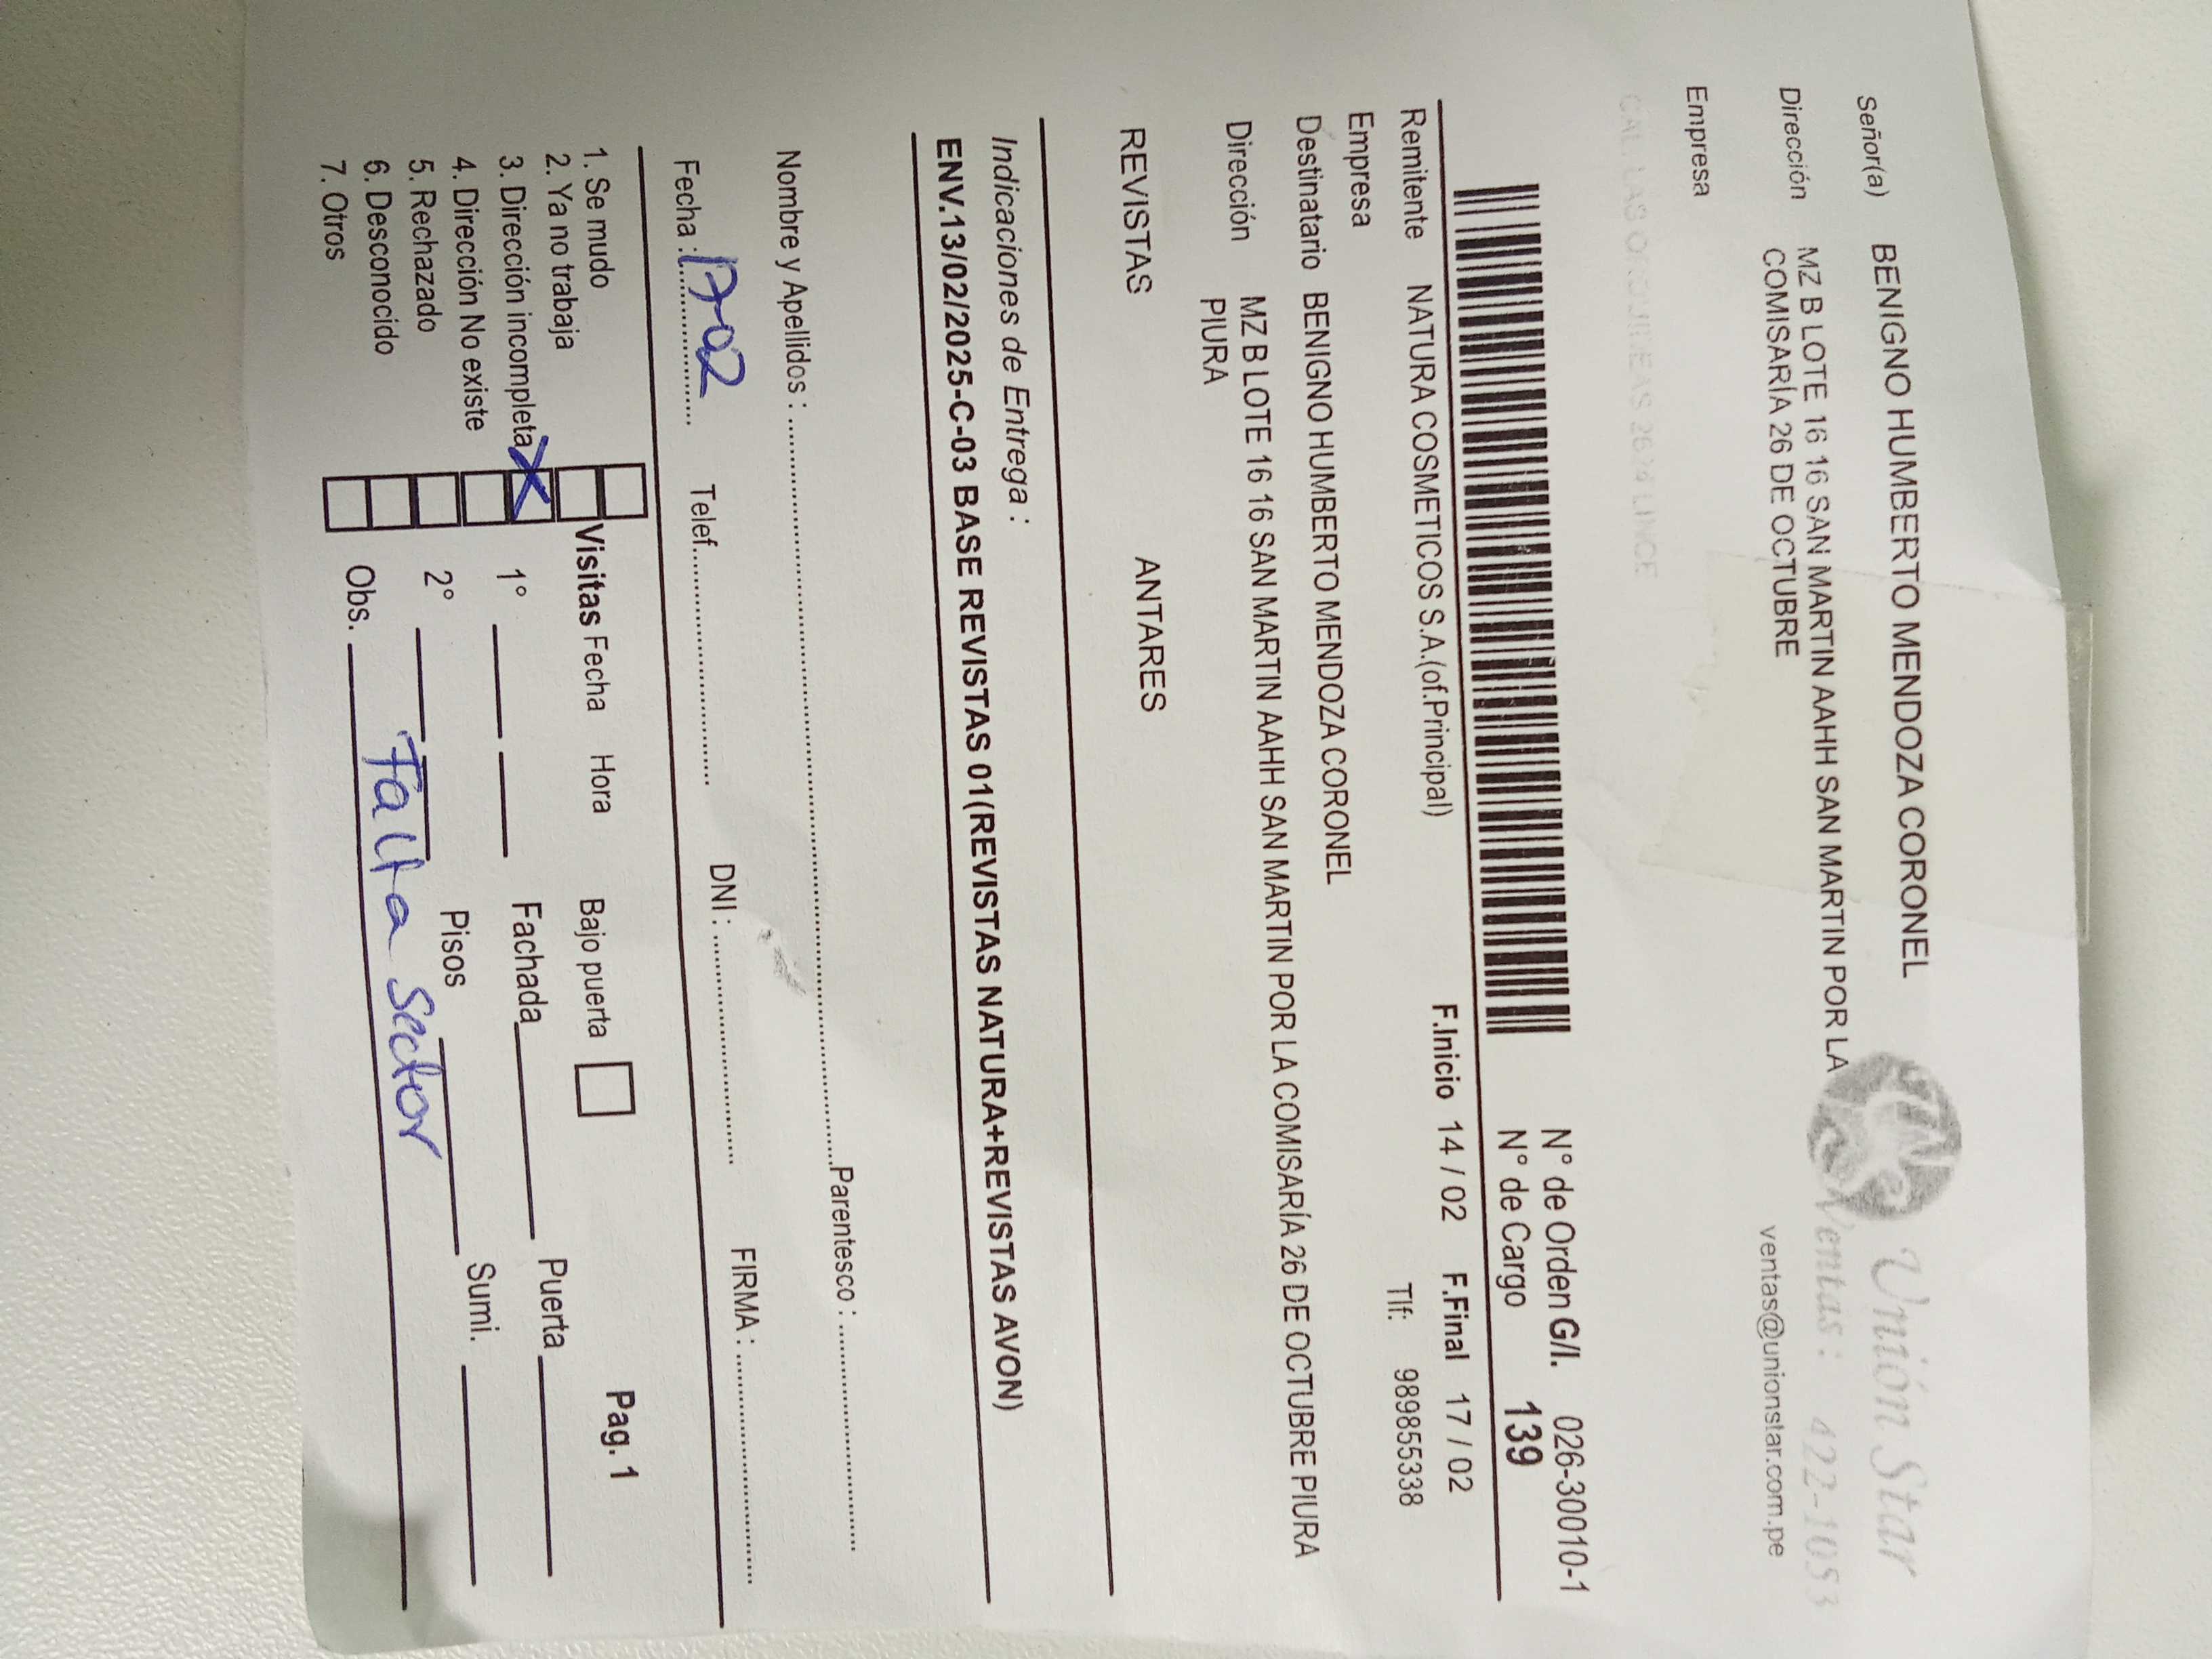 Señor(a) BENIGNO HUMBERTO MENDOZA CORONEL
Unión Star
Dirección MZ B LOTE 16 16 SAN MARTIN AAHH SAN MARTIN POR LA
COMISARÍA 26 DE OCTUBRE
Ventas: 422-1053
ventas@unionstar.com.pe
Empresa
LINCE
N° de Orden G/I. 026-30010-1
N° de Cargo 139
Remitente NATURA COSMETICOS S.A.(of.Principal) F.Inicio 14 / 02 F.Final 17 / 02
Empresa Tlf: 989855338
Destinatario BENIGNO HUMBERTO MENDOZA CORONEL
Dirección MZ B LOTE 16 16 SAN MARTIN AAHH SAN MARTIN POR LA COMISARÍA 26 DE OCTUBRE PIURA
PIURA
REVISTAS ANTARES
Indicaciones de Entrega :
ENV.13/02/2025-C-03 BASE REVISTAS 01(REVISTAS NATURA+REVISTAS AVON)
Nombre y Apellidos : Parentesco :
Fecha : 17-02 Telef. DNI : FIRMA :
1. Se mudo
2. Ya no trabaja
3. Dirección incompleta X
4. Dirección No existe
5. Rechazado
6. Desconocido
7. Otros
Visitas Fecha Hora Bajo puerta Pag. 1
1° Fachada Puerta
2° Pisos Sumi.
Obs. Falta Sector